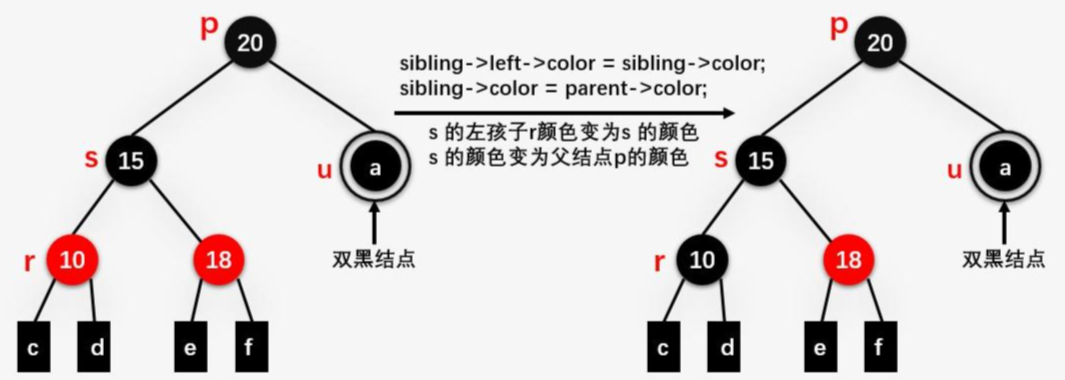 p
20
s
15
u
a
r
10
18
双黑结点
c
d
e
f
sibling->left->color = sibling->color;
sibling->color = parent->color;
s 的左孩子r颜色变为s 的颜色
s 的颜色变为父结点p的颜色
p
20
s
15
u
a
r
10
18
双黑结点
c
d
e
f